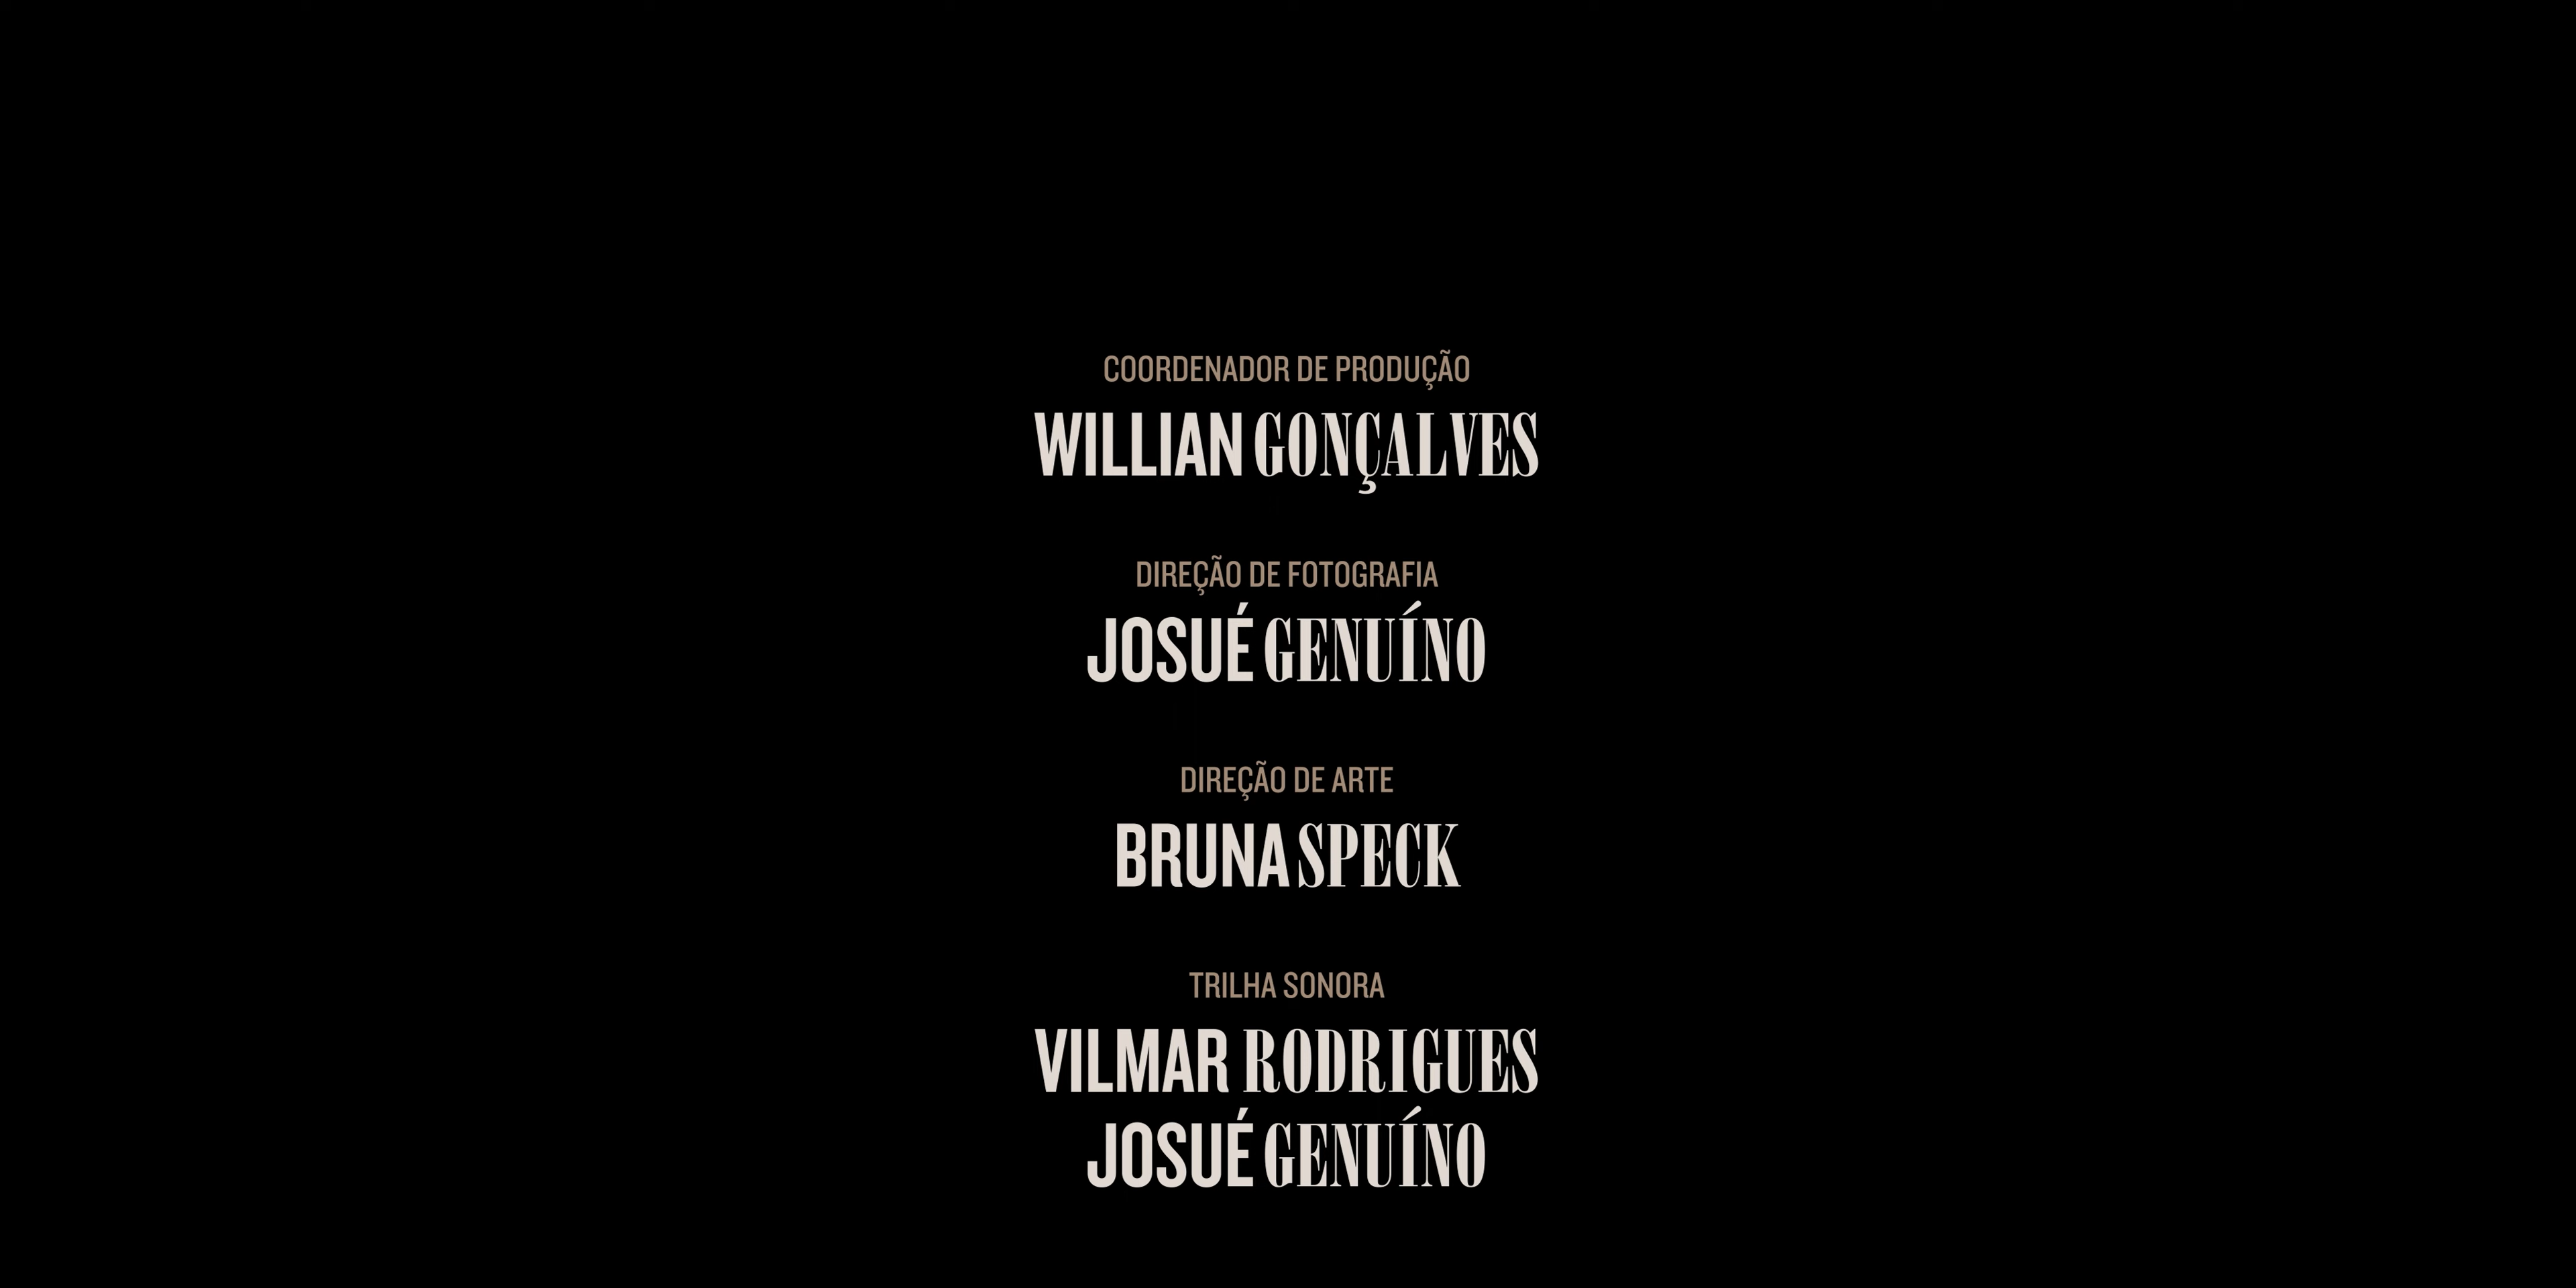 COORDENADOR DE PRODUÇÃO
WILLIAN GONÇALVES
DIREÇÃO DE FOTOGRAFIA
JOSUÉ GENUÍNO
DIREÇÃO DE ARTE
BRUNA SPECK
TRILHA SONORA
VILMAR RODRIGUES
JOSUÉ GENUÍNO